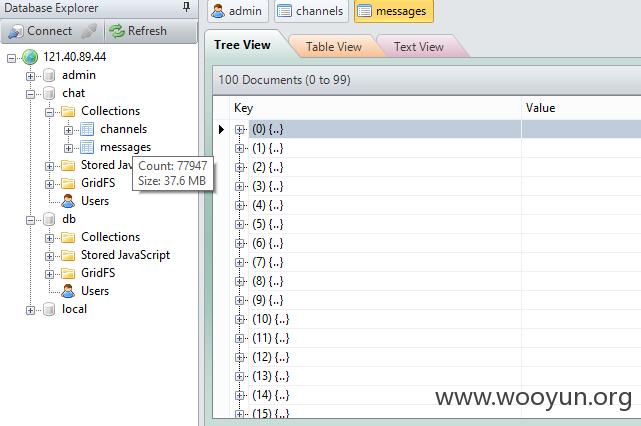 Database Explorer
Connect
Refresh
121.40.89.44
admin
chat
Collections
channels
messages
Stored Jav
Count: 77947
Size: 37.6 MB
GridFS
Users
db
Collections
Stored JavaScript
GridFS
Users
local
admin
channels
messages
Tree View
Table View
Text View
100 Documents (0 to 99)
Key
Value
(0) {..}
(1) {..}
(2) {..}
(3) {..}
(4) {..}
(5) {..}
(6) {..}
(7) {..}
(8) {..}
(9) {..}
(10) {..}
(11) {..}
(12) {..}
(13) {..}
(14) {..}
(15) {..}
www.wooyun.org